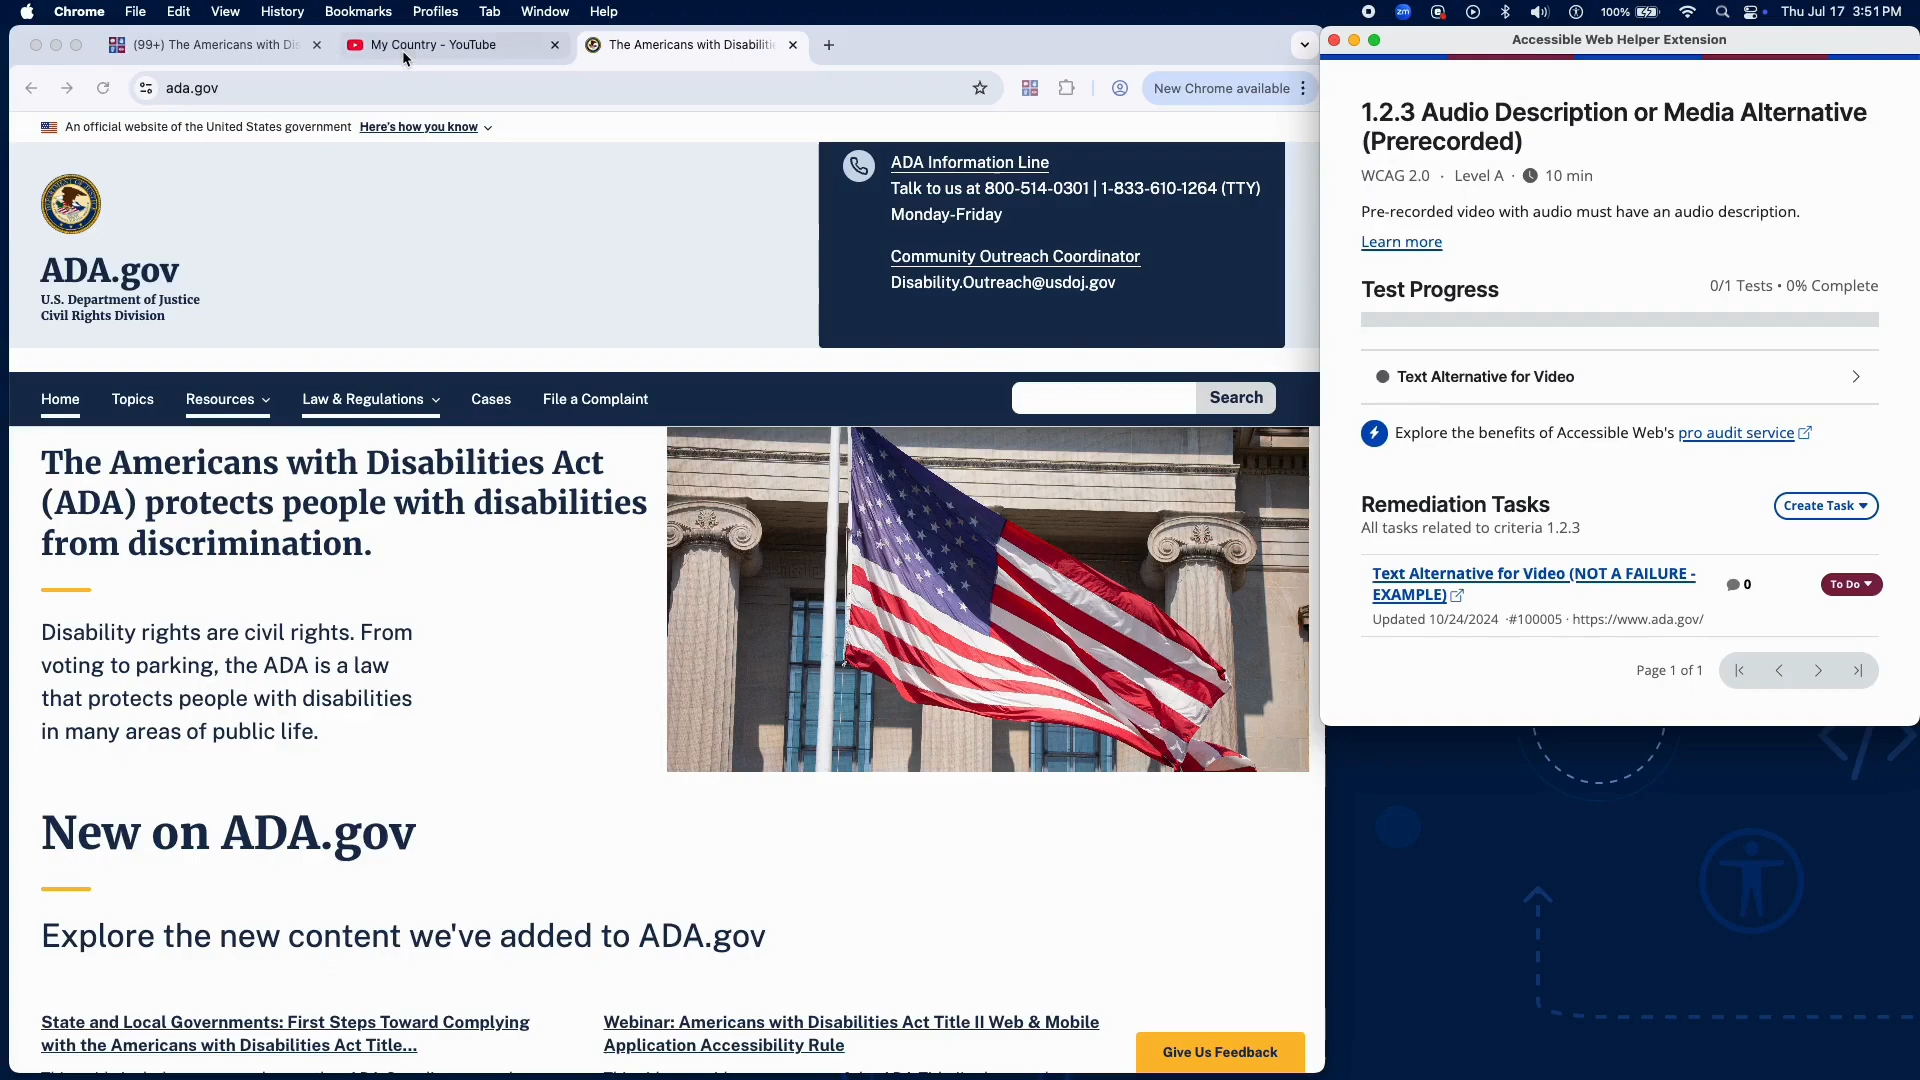 Chrome File Edit View History Bookmarks Profiles Tab Window Help
zm 100% Thu Jul 17 3:51 PM
(99+) The Americans with Dis
My Country - YouTube
The Americans with Disabilitie
ada.gov
New Chrome available
An official website of the United States government Here's how you know
ADA.gov
U.S. Department of Justice
Civil Rights Division
ADA Information Line
Talk to us at 800-514-0301 | 1-833-610-1264 (TTY)
Monday-Friday
Community Outreach Coordinator
Disability.Outreach@usdoj.gov
Home Topics Resources Law & Regulations Cases File a Complaint
Search
The Americans with Disabilities Act
(ADA) protects people with disabilities
from discrimination.
Disability rights are civil rights. From
voting to parking, the ADA is a law
that protects people with disabilities
in many areas of public life.
New on ADA.gov
Explore the new content we've added to ADA.gov
State and Local Governments: First Steps Toward Complying
with the Americans with Disabilities Act Title...
Webinar: Americans with Disabilities Act Title II Web & Mobile
Application Accessibility Rule
Give Us Feedback
Accessible Web Helper Extension
1.2.3 Audio Description or Media Alternative
(Prerecorded)
WCAG 2.0 · Level A · 10 min
Pre-recorded video with audio must have an audio description.
Learn more
Test Progress
0/1 Tests • 0% Complete
Text Alternative for Video
Explore the benefits of Accessible Web's pro audit service
Remediation Tasks
All tasks related to criteria 1.2.3
Create Task
Text Alternative for Video (NOT A FAILURE -
EXAMPLE)
0
To Do
Updated 10/24/2024 ·#100005 · https://www.ada.gov/
Page 1 of 1